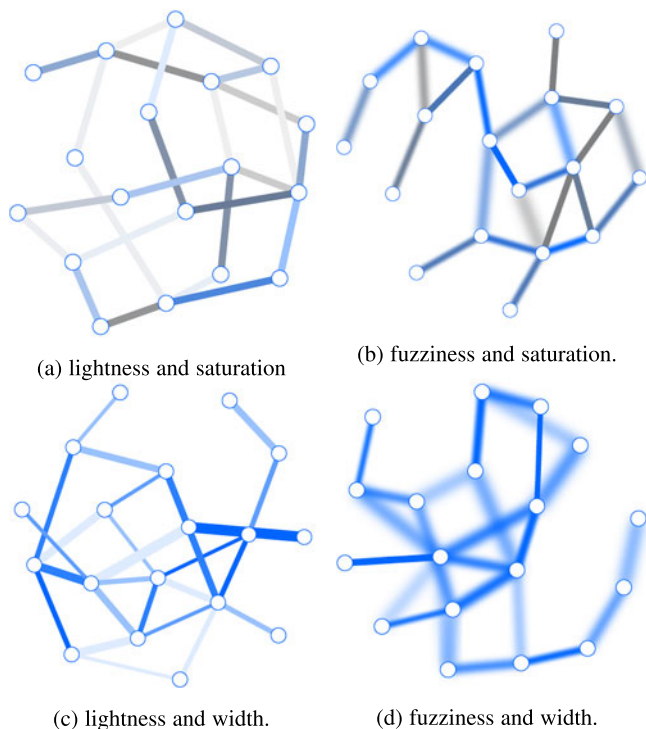 (a) lightness and saturation
(b) fuzziness and saturation.
(c) lightness and width.
(d) fuzziness and width.